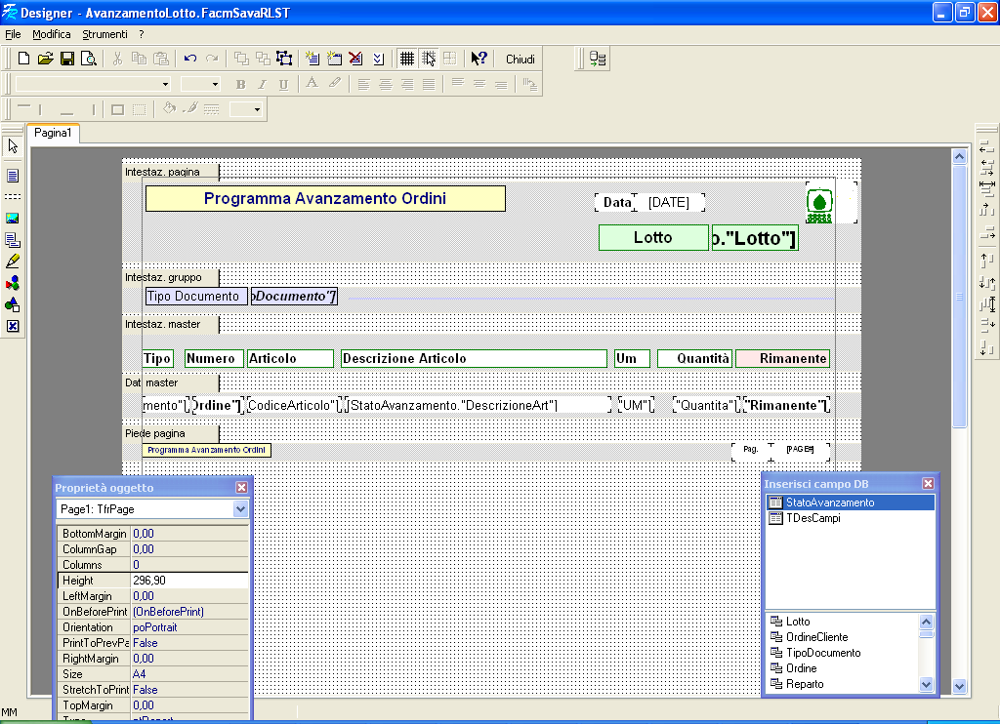 Designer - AvanzamentoLotto.FacmSavaRLST
File Modifica Strumenti ?
Chiudi
B I U A
Pagina1
Intestaz. pagina
Programma Avanzamento Ordini
Data [DATE]
Lotto o."Lotto"]
Intestaz. gruppo
Tipo Documento oDocumento"]
Intestaz. master
Tipo Numero Articolo Descrizione Articolo Um Quantità Rimanente
Dati master
mento"] Ordine"] CodiceArticolo"] [StatoAvanzamento."DescrizioneArt"] "UM"] "Quantita"] "Rimanente"]
Piede pagina
Programma Avanzamento Ordini
Pag. [PAGE#]
Proprietà oggetto
Page1: TfrPage
BottomMargin 0,00
ColumnGap 0,00
Columns 0
Height 296,90
LeftMargin 0,00
OnBeforePrint (OnBeforePrint)
Orientation poPortrait
PrintToPrevPa False
RightMargin 0,00
Size A4
StretchToPrint False
TopMargin 0,00
Type ptReport
Inserisci campo DB
StatoAvanzamento
TDesCampi
Lotto
OrdineCliente
TipoDocumento
Ordine
Reparto
MM